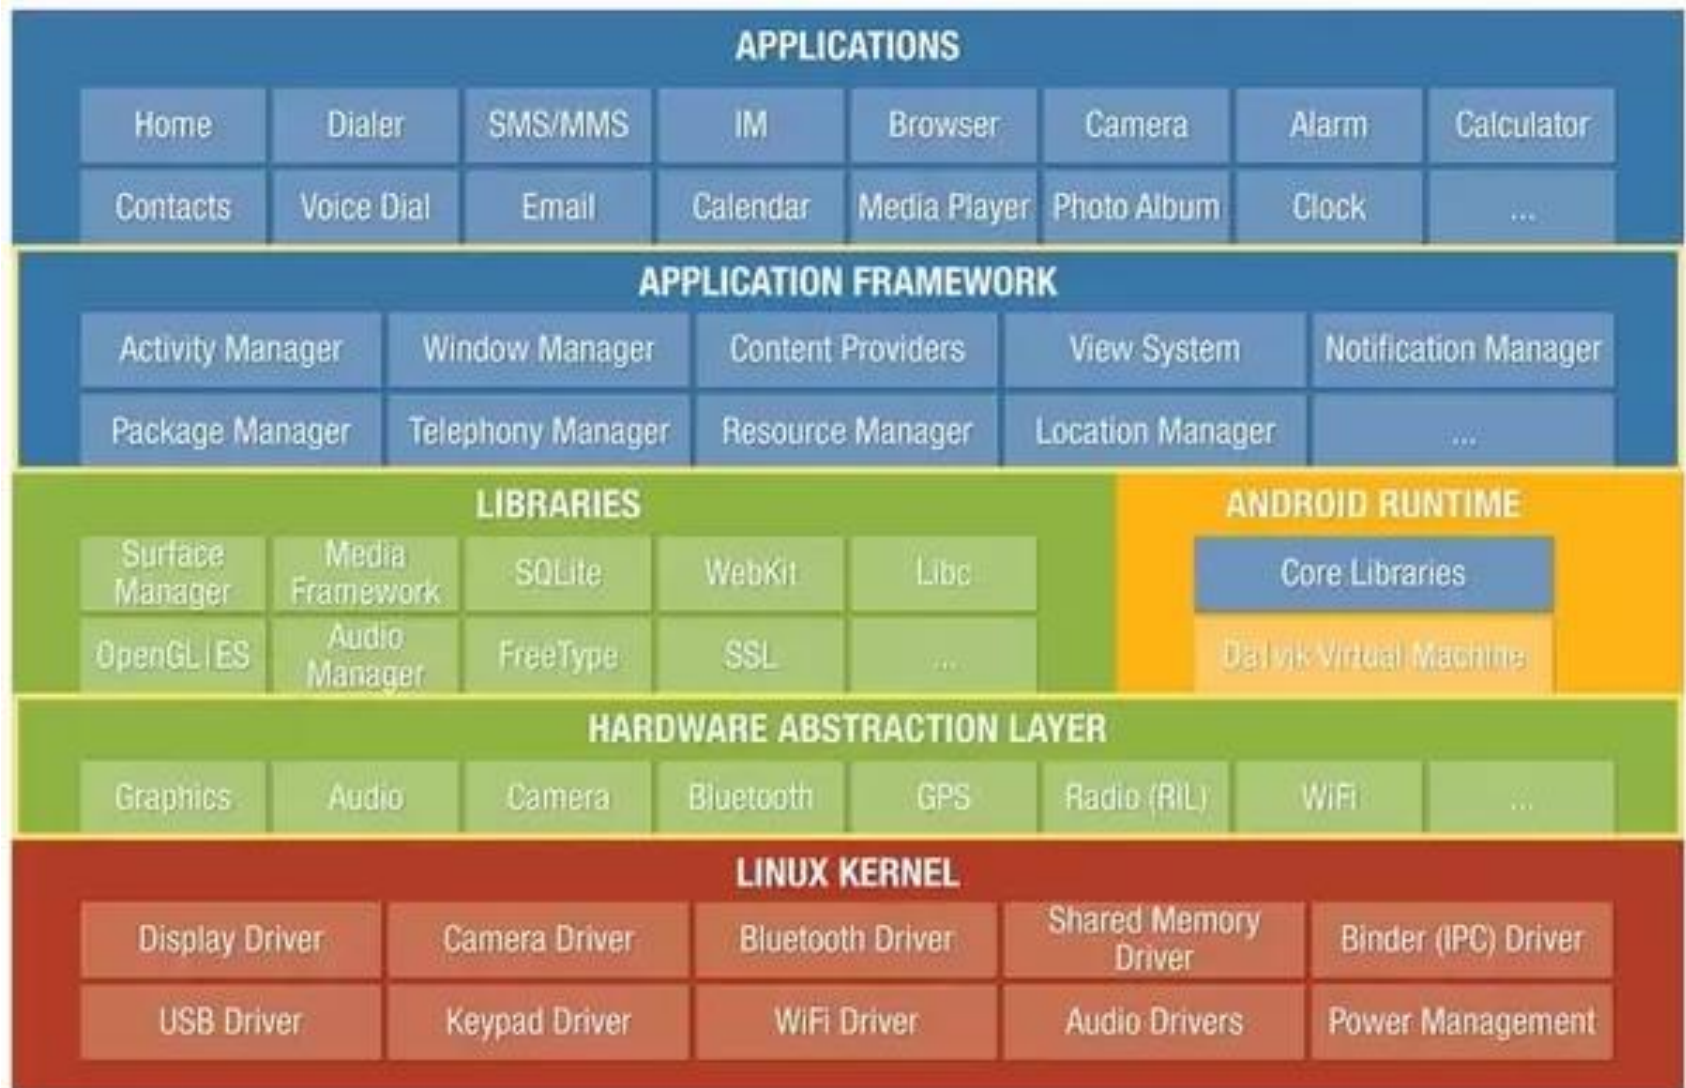 APPLICATIONS
Home Dialer SMS/MMS IM Browser Camera Alarm Calculator
Contacts Voice Dial Email Calendar Media Player Photo Album Clock ...
APPLICATION FRAMEWORK
Activity Manager Window Manager Content Providers View System Notification Manager
Package Manager Telephony Manager Resource Manager Location Manager ...
LIBRARIES
Surface
Manager
Media
Framework
SQLite WebKit Libc
OpenGL|ES
Audio
Manager
FreeType SSL ...
ANDROID RUNTIME
Core Libraries
Dalvik Virtual Machine
HARDWARE ABSTRACTION LAYER
Graphics Audio Camera Bluetooth GPS Radio (RIL) WiFi ...
LINUX KERNEL
Display Driver Camera Driver Bluetooth Driver
Shared Memory
Driver
Binder (IPC) Driver
USB Driver Keypad Driver WiFi Driver Audio Drivers Power Management